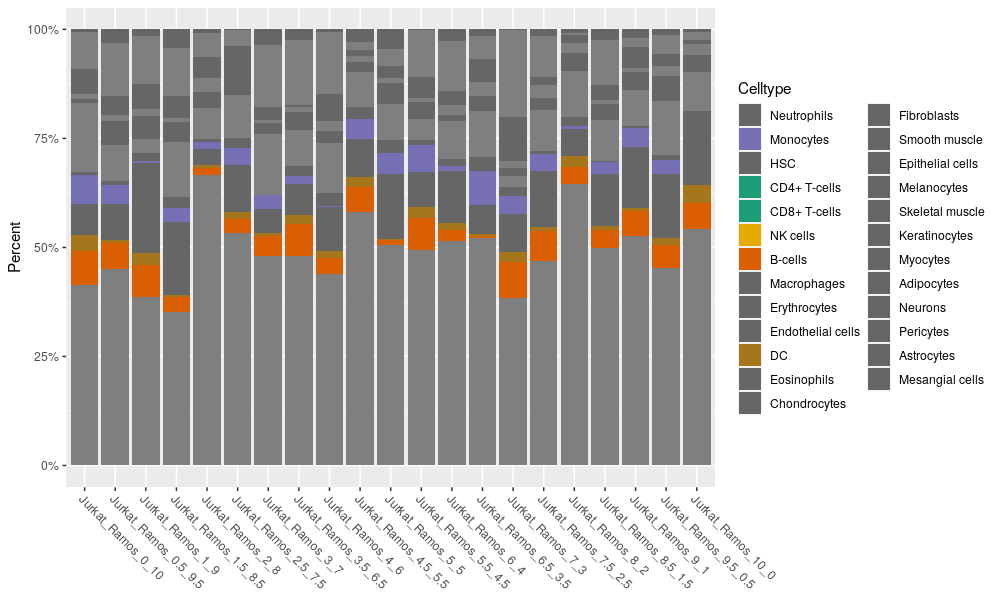 100%
75%
50%
25%
0%
Percent
Jurkat_Ramos_0_10
Jurkat_Ramos_0.5_9.5
Jurkat_Ramos_1_9
Jurkat_Ramos_1.5_8.5
Jurkat_Ramos_2_8
Jurkat_Ramos_2.5_7.5
Jurkat_Ramos_3_7
Jurkat_Ramos_3.5_6.5
Jurkat_Ramos_4_6
Jurkat_Ramos_4.5_5.5
Jurkat_Ramos_5_5
Jurkat_Ramos_5.5_4.5
Jurkat_Ramos_6_4
Jurkat_Ramos_6.5_3.5
Jurkat_Ramos_7_3
Jurkat_Ramos_7.5_2.5
Jurkat_Ramos_8_2
Jurkat_Ramos_8.5_1.5
Jurkat_Ramos_9_1
Jurkat_Ramos_9.5_0.5
Jurkat_Ramos_10_0
Celltype
Neutrophils
Monocytes
HSC
CD4+ T-cells
CD8+ T-cells
NK cells
B-cells
Macrophages
Erythrocytes
Endothelial cells
DC
Eosinophils
Chondrocytes
Fibroblasts
Smooth muscle
Epithelial cells
Melanocytes
Skeletal muscle
Keratinocytes
Myocytes
Adipocytes
Neurons
Pericytes
Astrocytes
Mesangial cells